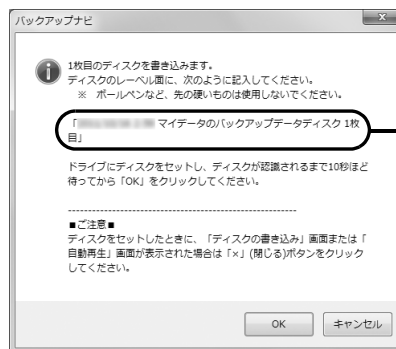 バックアップナビ
1枚目のディスクを書き込みます。
ディスクのレーベル面に、次のように記入してください。
※ ボールペンなど、先の硬いものは使用しないでください。
「 マイデータのバックアップデータディスク 1枚
目」
ドライブにディスクをセットし、ディスクが認識されるまで10秒ほど
待ってから「OK」をクリックしてください。
--------------------------------------------------------
■ご注意■
ディスクをセットしたときに、「ディスクの書き込み」画面または「
自動再生」画面が表示された場合は「×」(閉じる)ボタンをクリック
してください。
OK
キャンセル